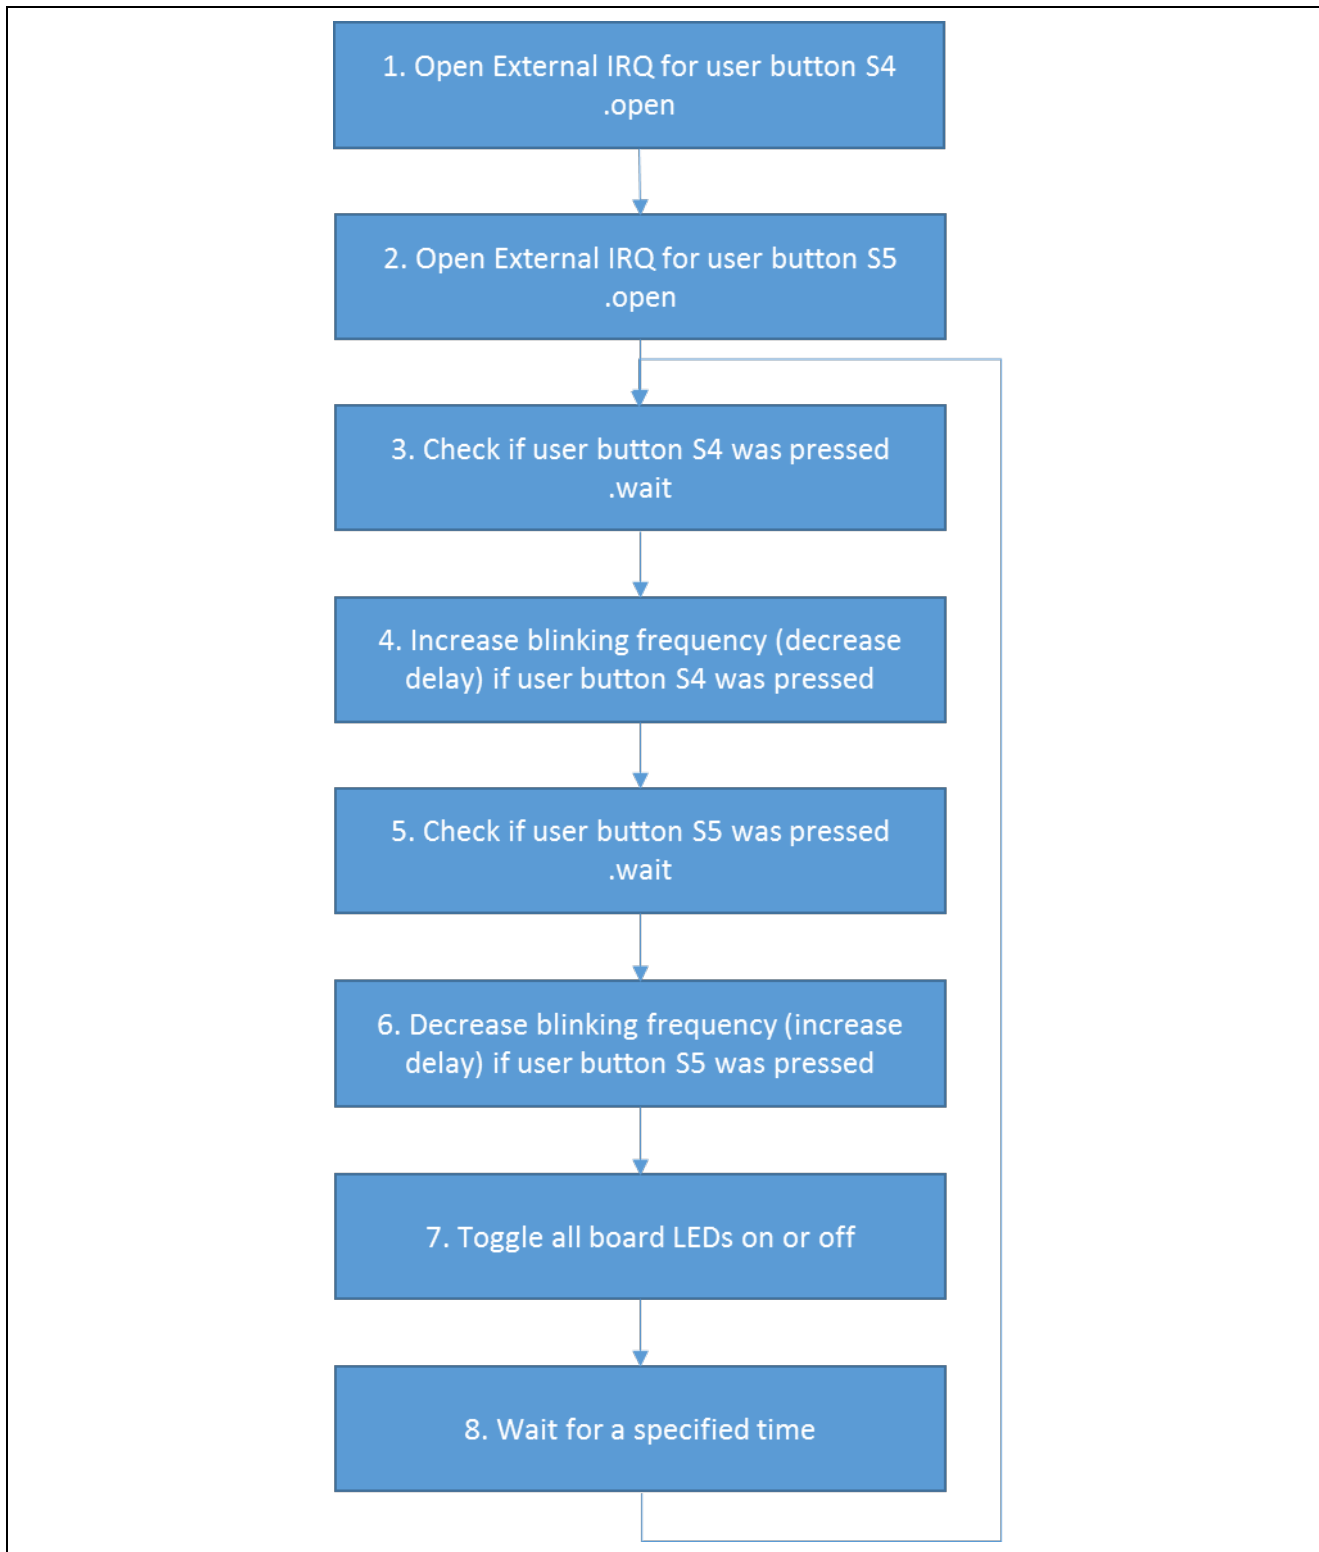 1. Open External IRQ for user button S4
.open
2. Open External IRQ for user button S5
.open
3. Check if user button S4 was pressed
.wait
4. Increase blinking frequency (decrease
delay) if user button S4 was pressed
5. Check if user button S5 was pressed
.wait
6. Decrease blinking frequency (increase
delay) if user button S5 was pressed
7. Toggle all board LEDs on or off
8. Wait for a specified time